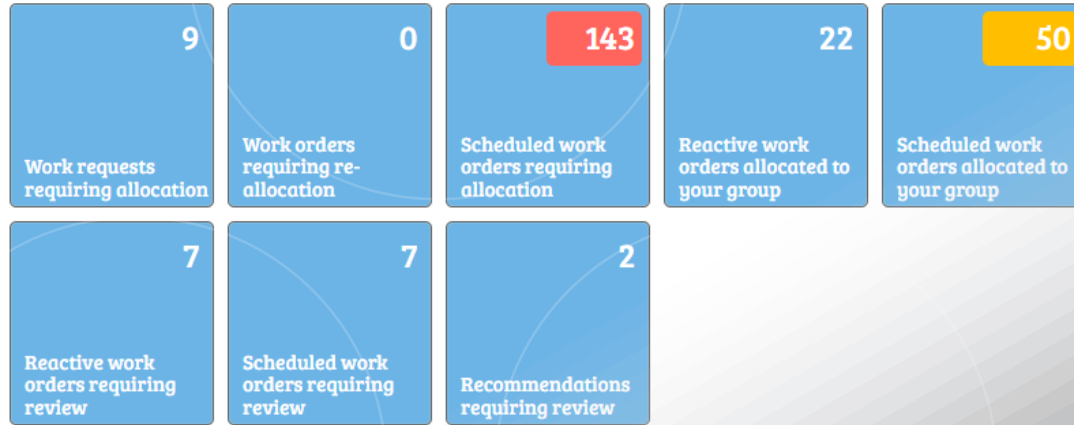 9
Work requests
requiring allocation
0
Work orders
requiring re-
allocation
143
Scheduled work
orders requiring
allocation
22
Reactive work
orders allocated to
your group
50
Scheduled work
orders allocated to
your group
7
Reactive work
orders requiring
review
7
Scheduled work
orders requiring
review
2
Recommendations
requiring review